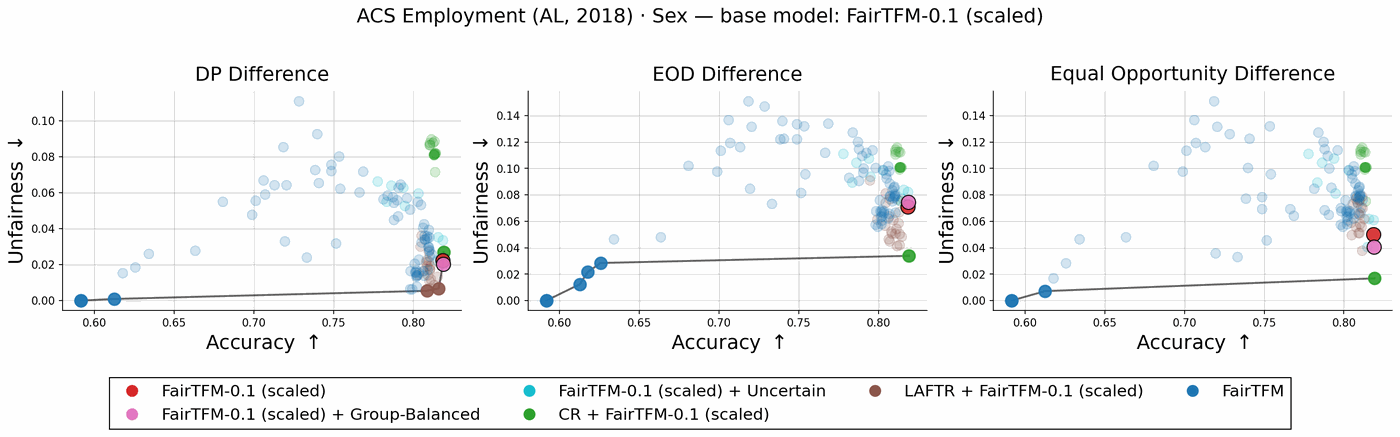 ACS Employment (AL, 2018) · Sex — base model: FairTFM-0.1 (scaled)
DP Difference
EOD Difference
Equal Opportunity Difference
Unfairness ↓
0.10
0.08
0.06
0.04
0.02
0.00
0.60 0.65 0.70 0.75 0.80
Accuracy ↑
Unfairness ↓
0.14
0.12
0.10
0.08
0.06
0.04
0.02
0.00
0.60 0.65 0.70 0.75 0.80
Accuracy ↑
Unfairness ↓
0.14
0.12
0.10
0.08
0.06
0.04
0.02
0.00
0.60 0.65 0.70 0.75 0.80
Accuracy ↑
FairTFM-0.1 (scaled)
FairTFM-0.1 (scaled) + Group-Balanced
FairTFM-0.1 (scaled) + Uncertain
CR + FairTFM-0.1 (scaled)
LAFTR + FairTFM-0.1 (scaled)
FairTFM